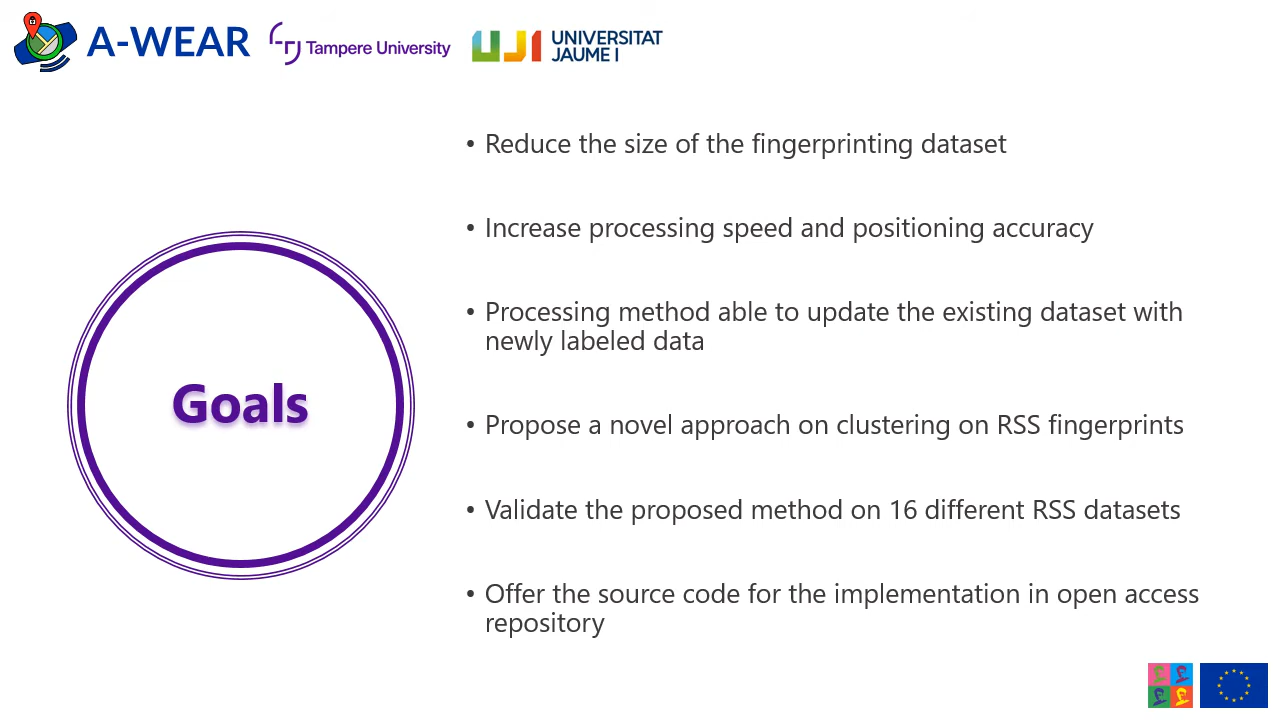 A-WEAR
Tampere University
UNIVERSITAT
JAUME I
• Reduce the size of the fingerprinting dataset
• Increase processing speed and positioning accuracy
• Processing method able to update the existing dataset with
newly labeled data
Goals
• Propose a novel approach on clustering on RSS fingerprints
• Validate the proposed method on 16 different RSS datasets
• Offer the source code for the implementation in open access
repository